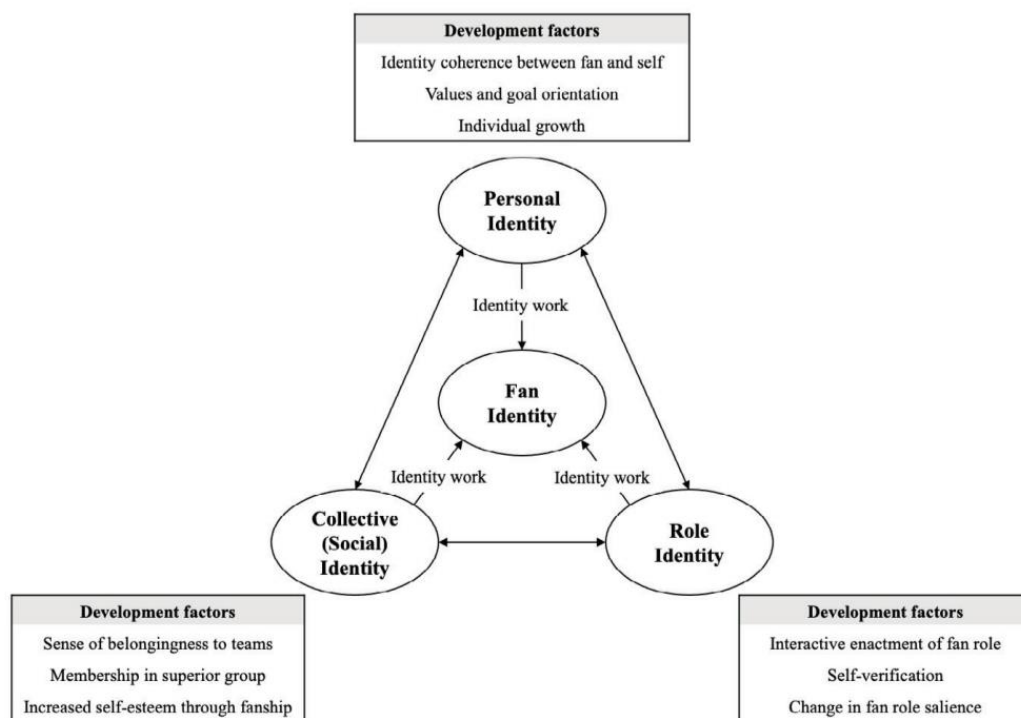 Development factors
Identity coherence between fan and self
Values and goal orientation
Individual growth
Personal
Identity
Identity work
Fan
Identity
Identity work
Identity work
Collective
(Social)
Identity
Role
Identity
Development factors
Sense of belongingness to teams
Membership in superior group
Increased self-esteem through fanship
Development factors
Interactive enactment of fan role
Self-verification
Change in fan role salience